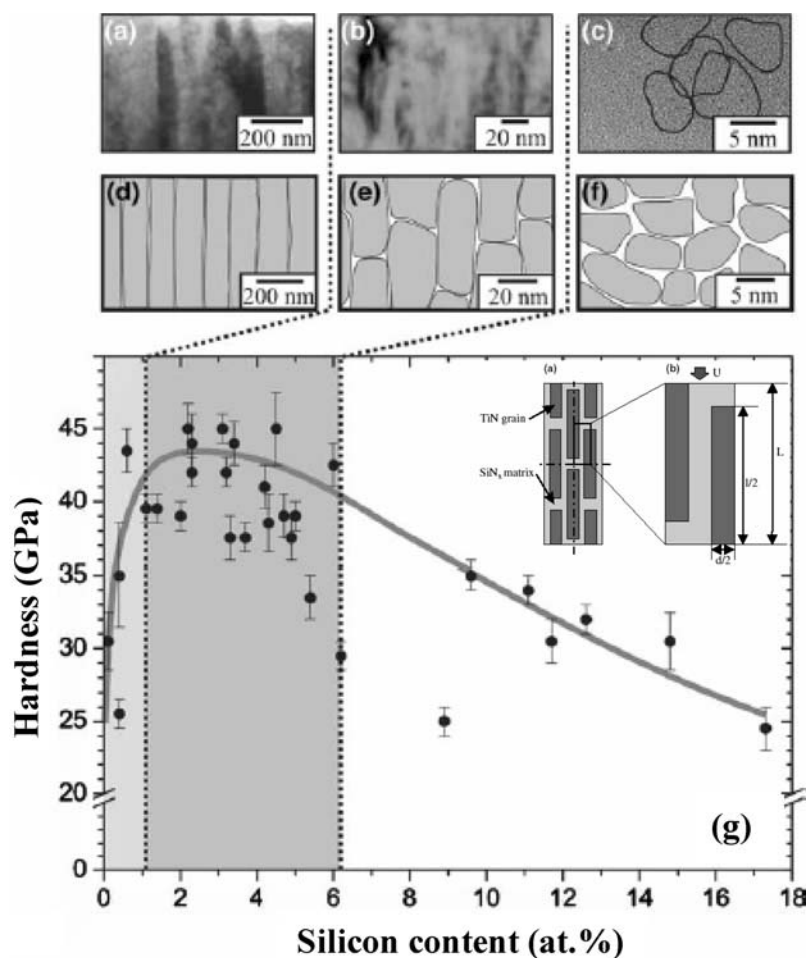 (a)
200 nm
(b)
20 nm
(c)
5 nm
(d)
200 nm
(e)
20 nm
(f)
5 nm
Hardness (GPa)
45
40
35
30
25
20
0
(a)
TiN grain
SiNx matrix
(b)
U
L
l/2
d/2
(g)
0 2 4 6 8 10 12 14 16 18
Silicon content (at.%)